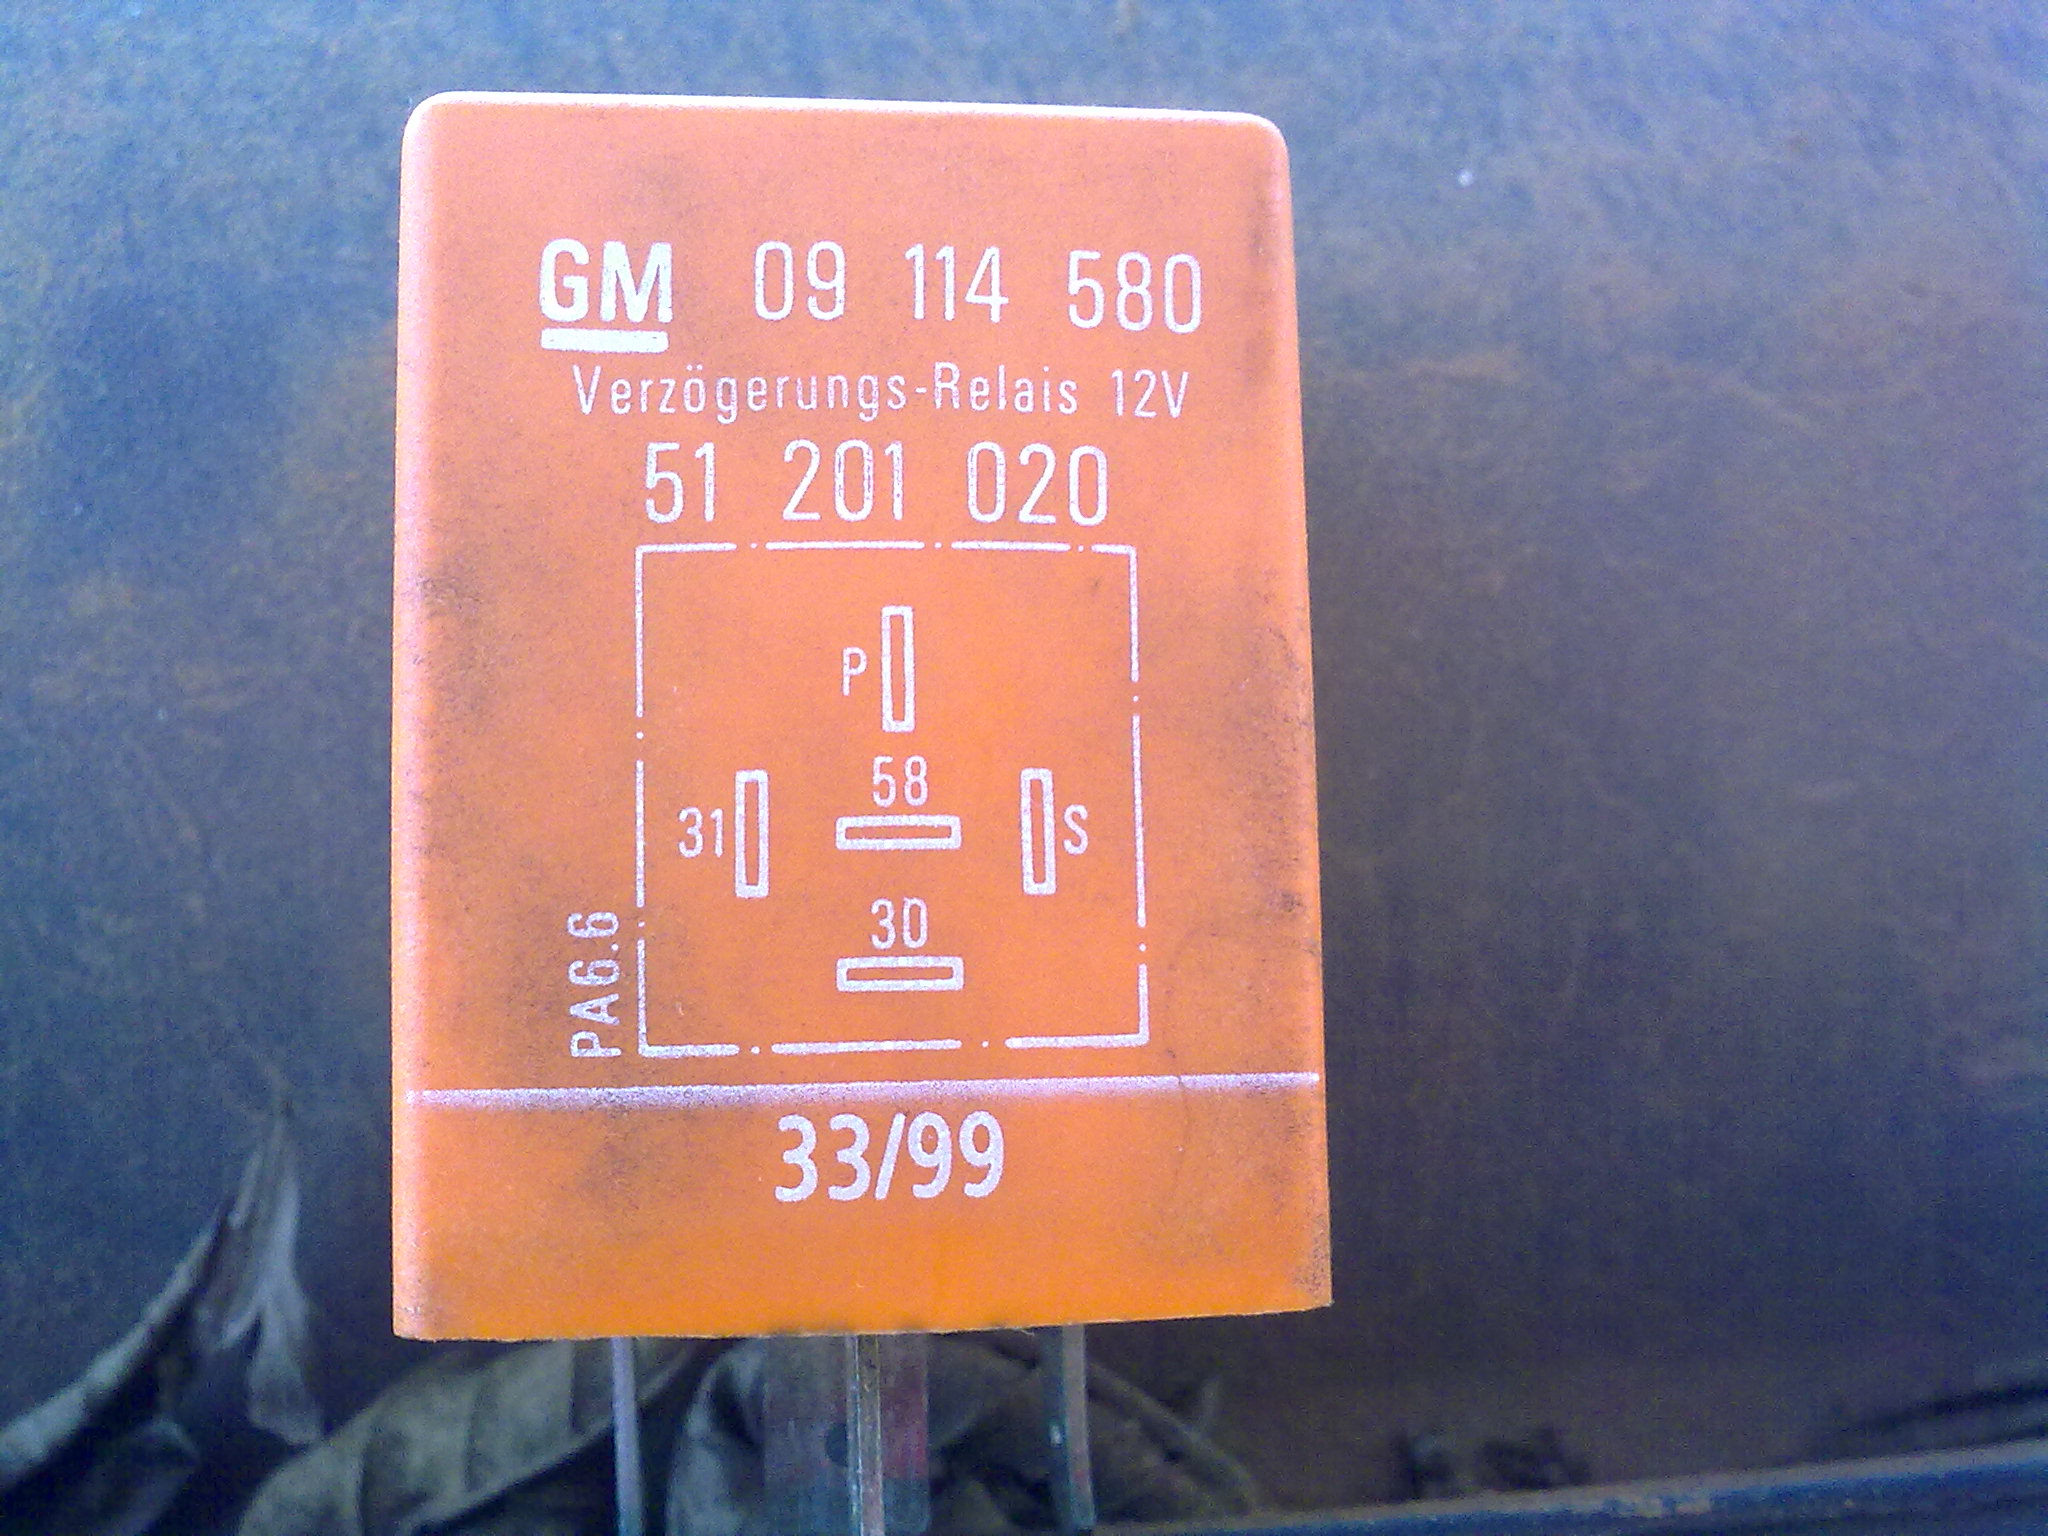 GM 09 114 580
Verzögerungs-Relais 12V
51 201 020
P
58
31
S
30
PA6.6
33/99